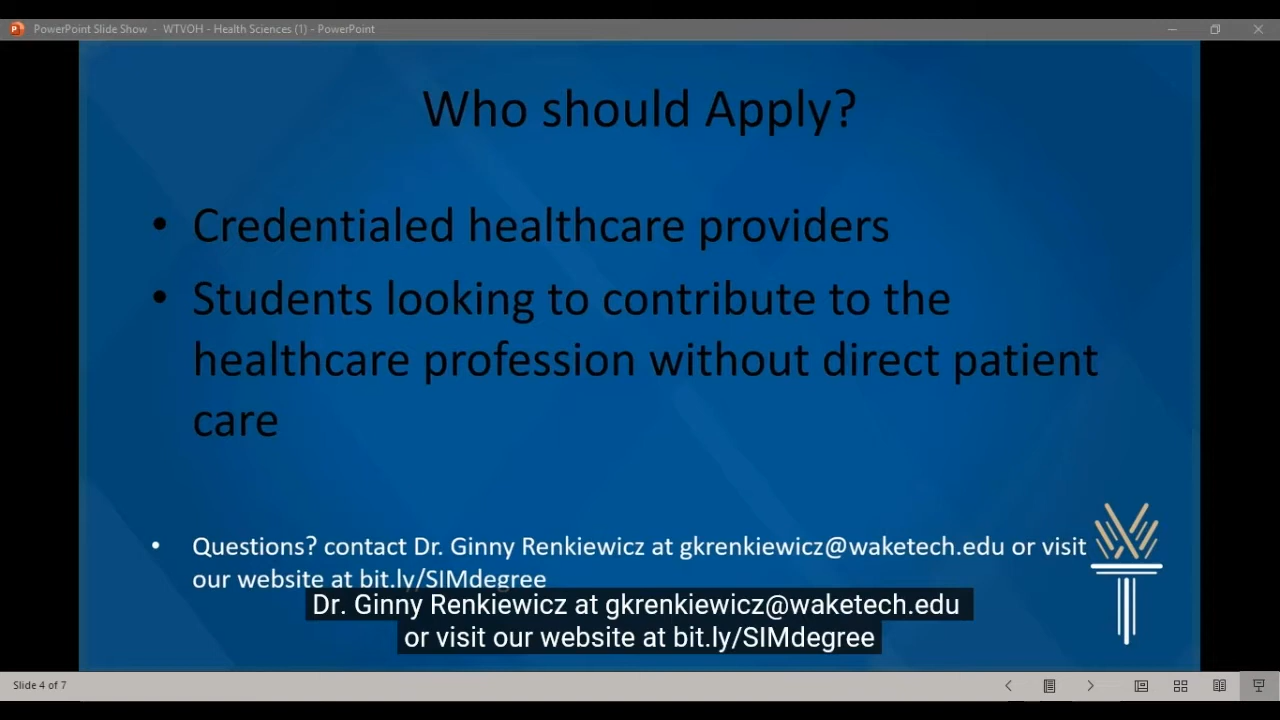 PowerPoint Slide Show - WTVOH - Health Sciences (1) - PowerPoint
Who should Apply?
• Credentialed healthcare providers
• Students looking to contribute to the
healthcare profession without direct patient
care
• Questions? contact Dr. Ginny Renkiewicz at gkrenkiewicz@waketech.edu or visit
our website at bit.ly/SIMdegree
Dr. Ginny Renkiewicz at gkrenkiewicz@waketech.edu
or visit our website at bit.ly/SIMdegree
Slide 4 of 7